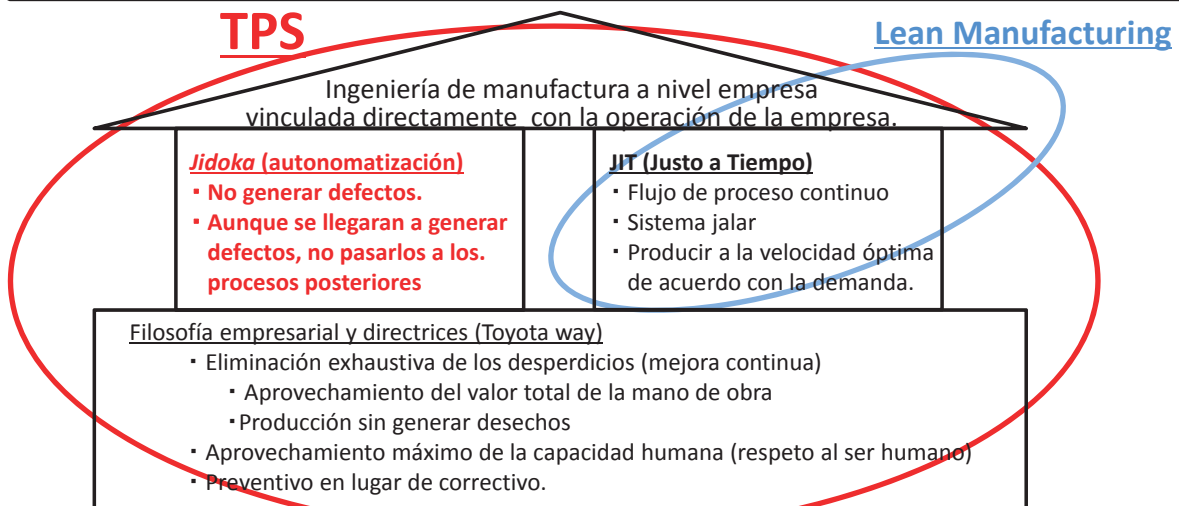 TPS
Lean Manufacturing
Ingeniería de manufactura a nivel empresa
vinculada directamente con la operación de la empresa.
Jidoka (autonomatización)
・No generar defectos.
・Aunque se llegaran a generar
defectos, no pasarlos a los.
procesos posteriores
JIT (Justo a Tiempo)
・Flujo de proceso continuo
・Sistema jalar
・Producir a la velocidad óptima
de acuerdo con la demanda.
Filosofía empresarial y directrices (Toyota way)
・Eliminación exhaustiva de los desperdicios (mejora continua)
・Aprovechamiento del valor total de la mano de obra
・Producción sin generar desechos
・Aprovechamiento máximo de la capacidad humana (respeto al ser humano)
・Preventivo en lugar de correctivo.